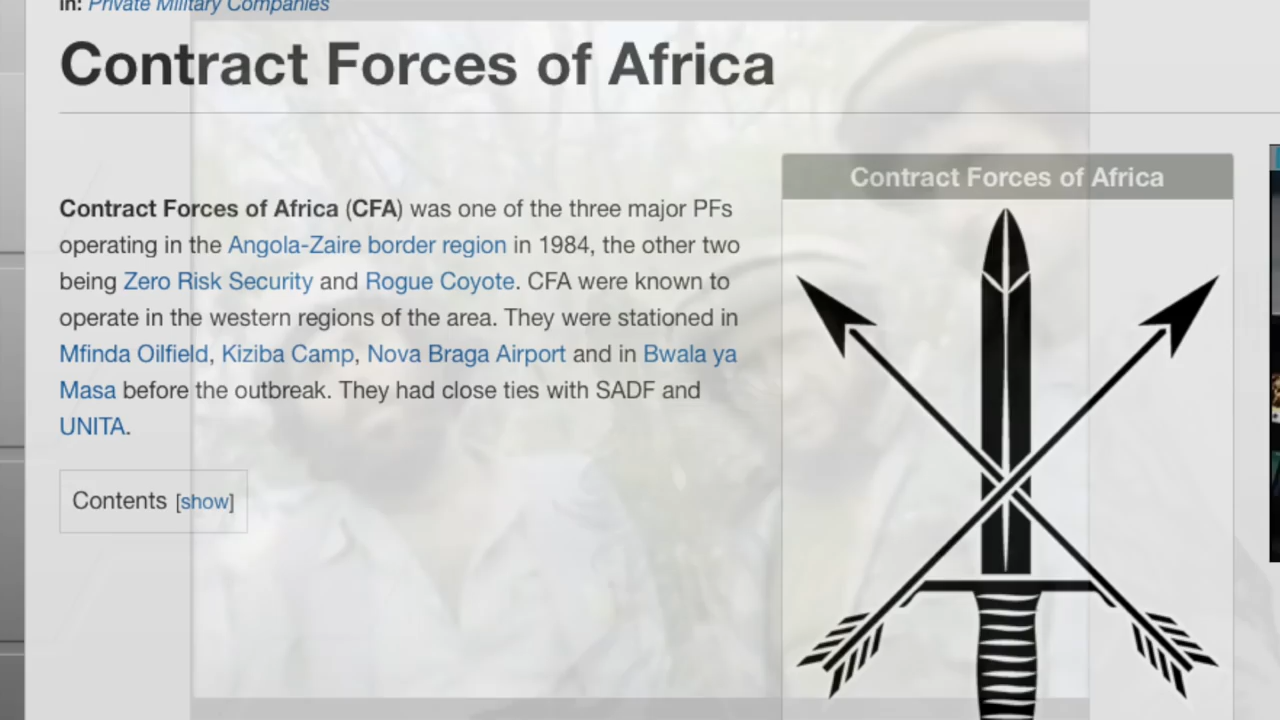 in: Private Military Companies
Contract Forces of Africa
Contract Forces of Africa (CFA) was one of the three major PFs
operating in the Angola-Zaire border region in 1984, the other two
being Zero Risk Security and Rogue Coyote. CFA were known to
operate in the western regions of the area. They were stationed in
Mfinda Oilfield, Kiziba Camp, Nova Braga Airport and in Bwala ya
Masa before the outbreak. They had close ties with SADF and
UNITA.
Contents [show]
Contract Forces of Africa